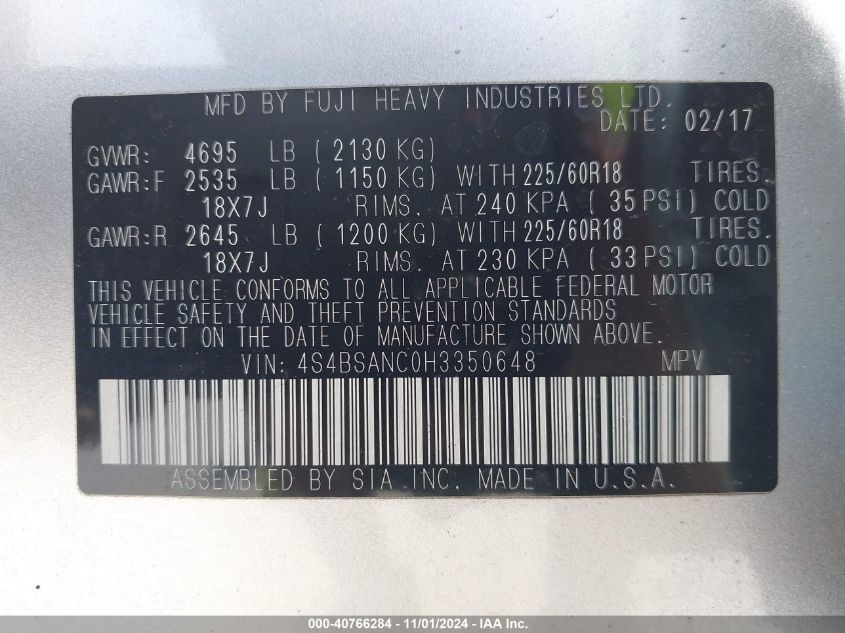 MFD BY FUJI HEAVY INDUSTRIES LTD.
DATE: 02/17
GVWR: 4695 LB ( 2130 KG)
GAWR:F 2535 LB ( 1150 KG) WITH 225/60R18 TIRES.
18X7J RIMS. AT 240 KPA ( 35 PSI) COLD
GAWR:R 2645 LB ( 1200 KG) WITH 225/60R18 TIRES.
18X7J RIMS. AT 230 KPA ( 33 PSI) COLD
THIS VEHICLE CONFORMS TO ALL APPLICABLE FEDERAL MOTOR
VEHICLE SAFETY AND THEFT PREVENTION STANDARDS
IN EFFECT ON THE DATE OF MANUFACTURE SHOWN ABOVE.
VIN: 4S4BSANC0H3350648 MPV
ASSEMBLED BY SIA INC. MADE IN U.S.A.
000-40766284 - 11/01/2024 - IAA Inc.